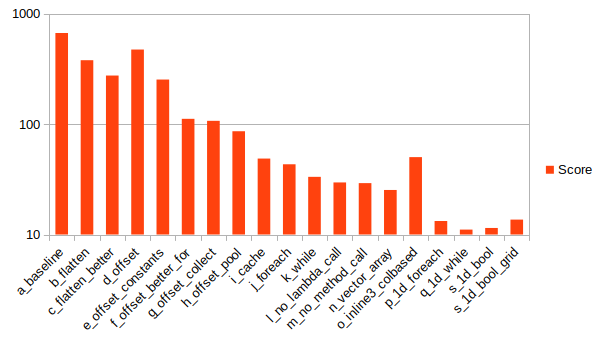 1000
100
10
a_baseline
b_flatten
c_flatten_better
d_offset
e_offset_constants
f_offset_better_for
g_offset_collect
h_offset_pool
i_cache
j_foreach
k_while
l_no_lambda_call
m_no_method_call
n_vector_array
o_inline3_colbased
p_1d_foreach
q_1d_while
s_1d_bool
s_1d_bool_grid
Score